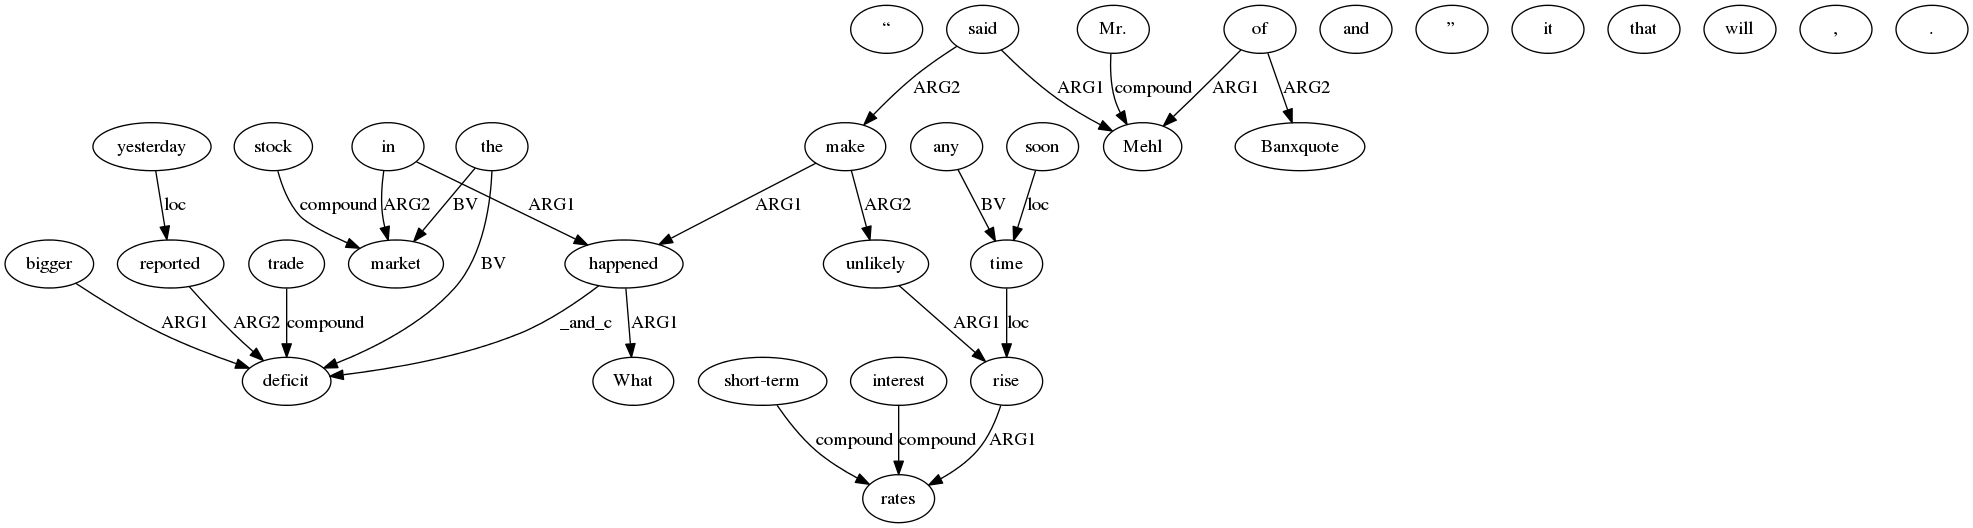 “ said Mr. of and ” it that will , .
ARG2 ARG1 compound ARG1 ARG2
yesterday stock in the make any soon Mehl Banxquote
loc compound ARG2 BV ARG1 ARG1 ARG2 BV loc
bigger reported trade market BV happened unlikely time
ARG1 ARG2 compound _and_c ARG1 ARG1 loc
deficit What short-term interest rise
compound compound ARG1
rates